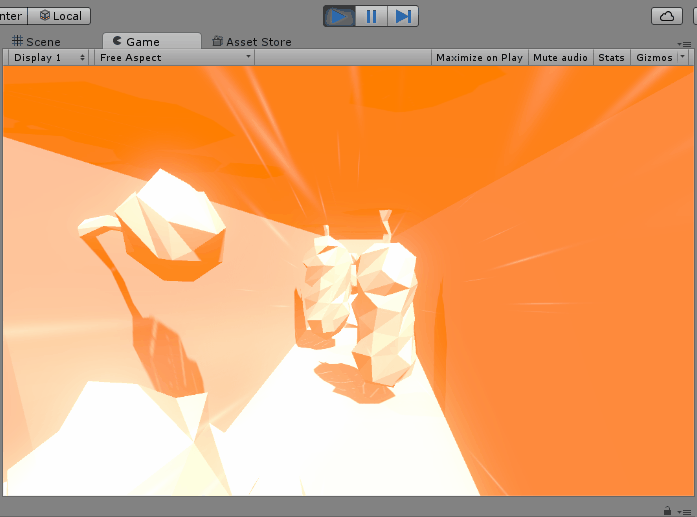 nter Local
Scene Game Asset Store
Display 1 Free Aspect Maximize on Play Mute audio Stats Gizmos